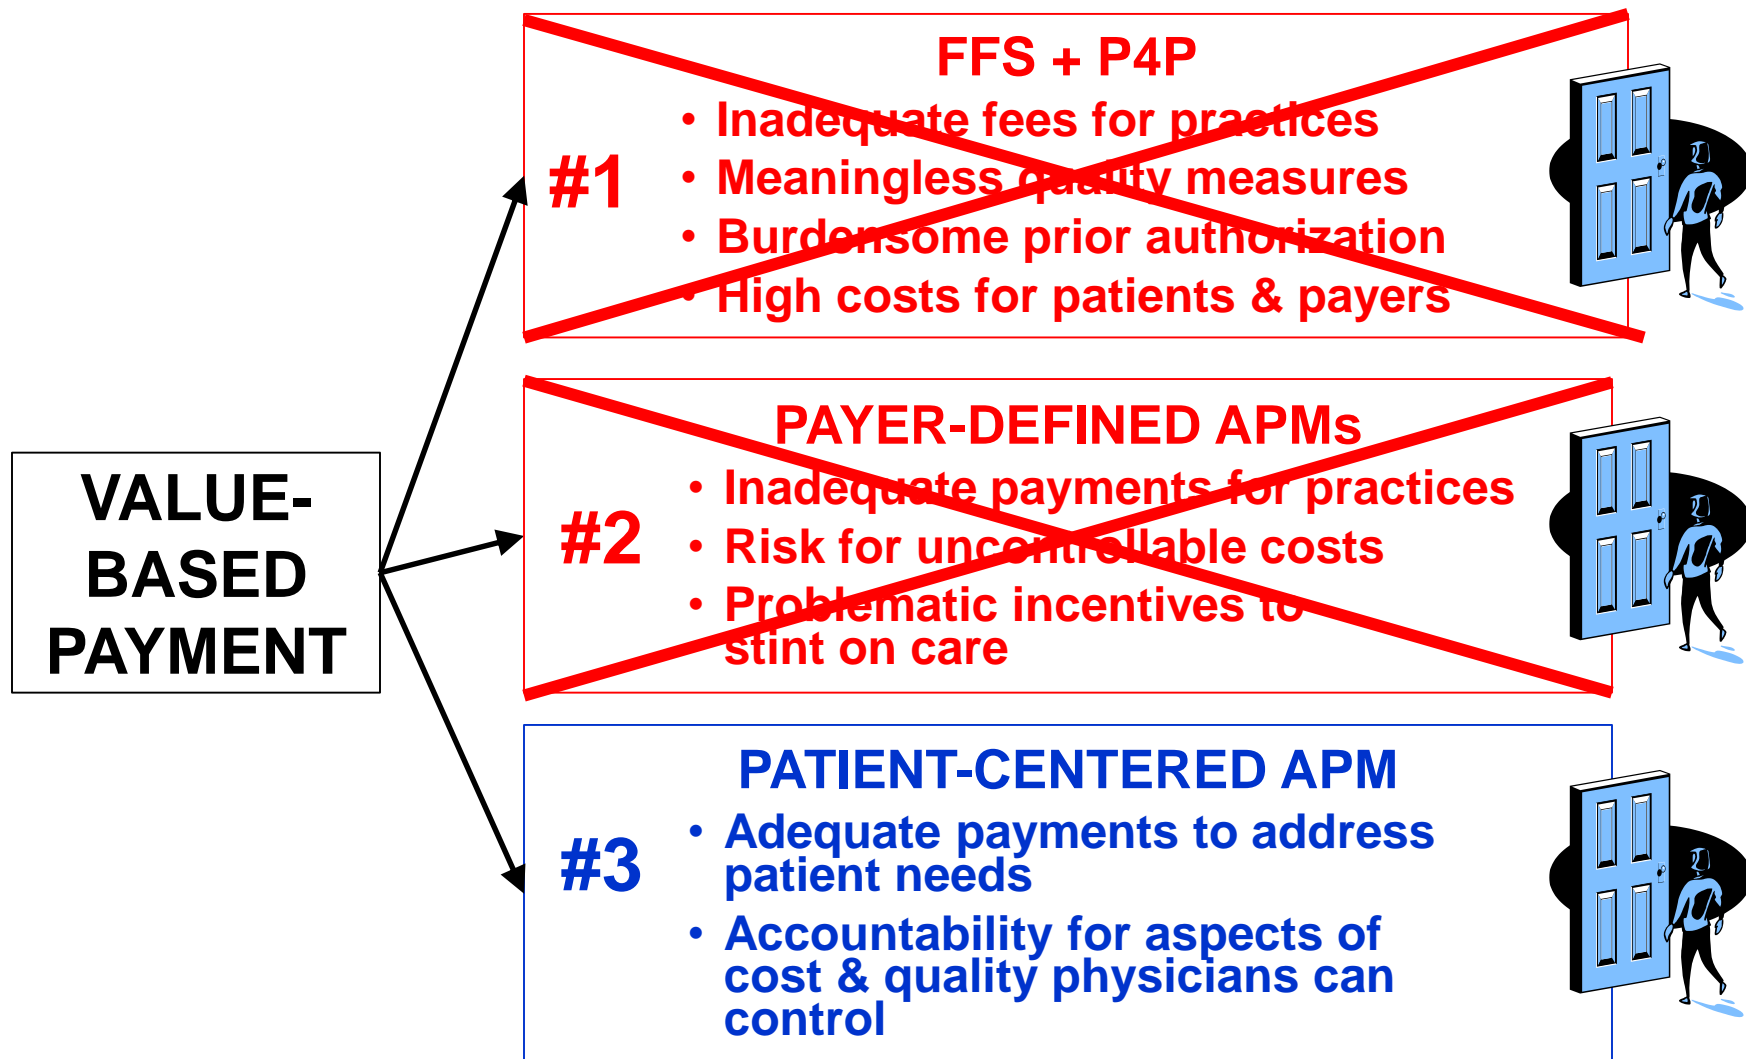 VALUE-
BASED
PAYMENT
FFS + P4P
#1
• Inadequate fees for practices
• Meaningless quality measures
• Burdensome prior authorization
• High costs for patients & payers
PAYER-DEFINED APMs
#2
• Inadequate payments for practices
• Risk for uncontrollable costs
• Problematic incentives to
stint on care
PATIENT-CENTERED APM
#3
• Adequate payments to address
patient needs
• Accountability for aspects of
cost & quality physicians can
control